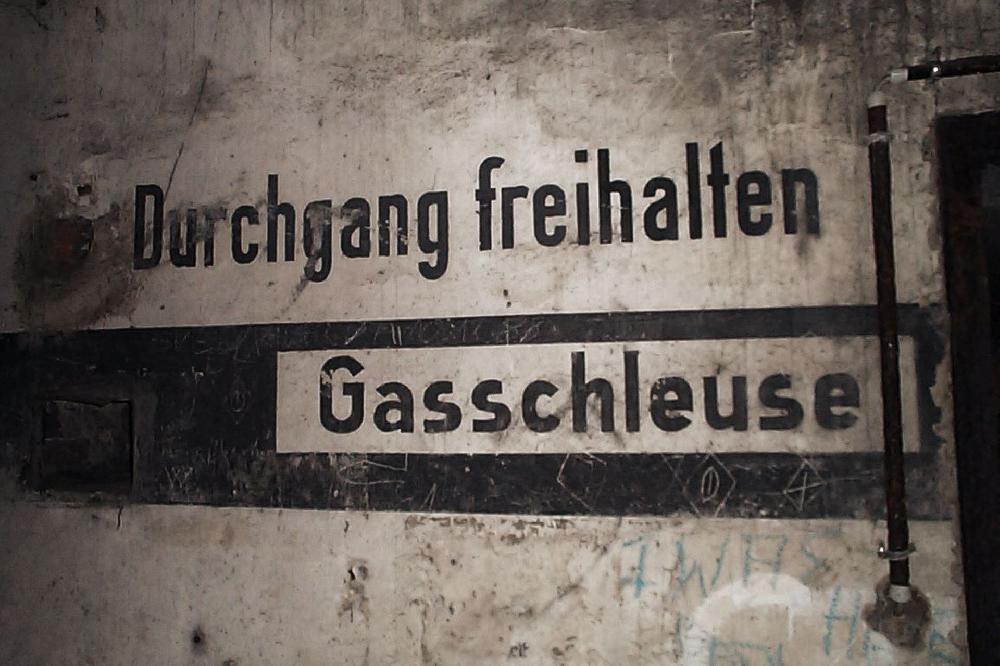 Durchgang freihalten
Gasschleuse